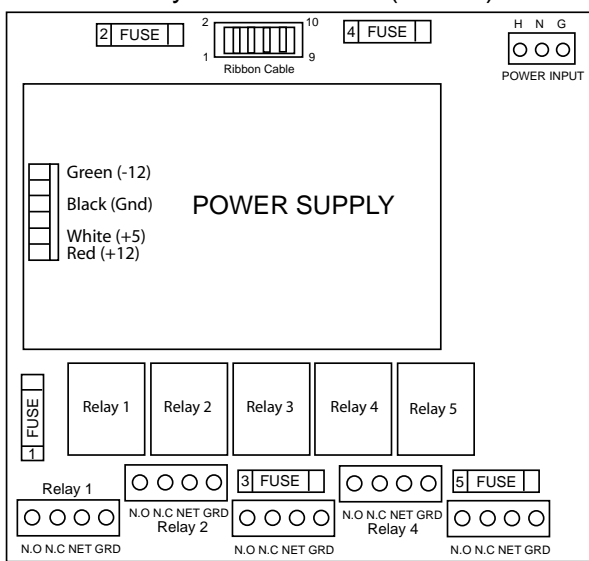 2 FUSE
2 10
1 9
Ribbon Cable
4 FUSE
H N G
POWER INPUT
Green (-12)
Black (Gnd)
White (+5)
Red (+12)
POWER SUPPLY
1 FUSE
Relay 1
Relay 2
Relay 3
Relay 4
Relay 5
Relay 1
N.O N.C NET GRD
N.O N.C NET GRD
Relay 2
3 FUSE
N.O N.C NET GRD
N.O N.C NET GRD
Relay 4
5 FUSE
N.O N.C NET GRD